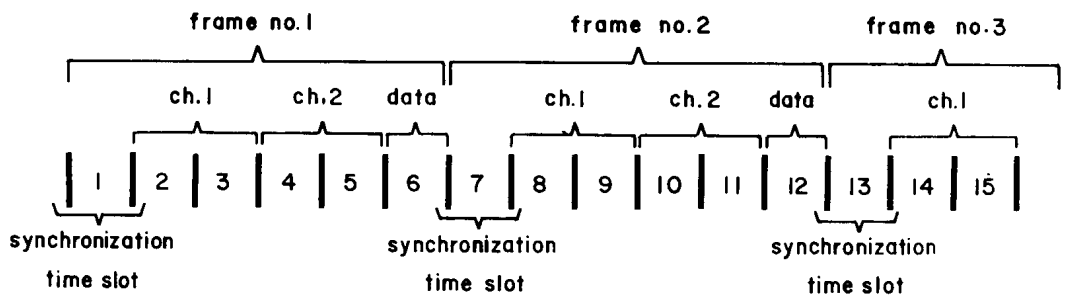 frame no.1 frame no.2 frame no.3
ch.1 ch.2 data ch.1 ch.2 data ch.1
1 2 3 4 5 6 7 8 9 10 11 12 13 14 15
synchronization synchronization synchronization
time slot time slot time slot